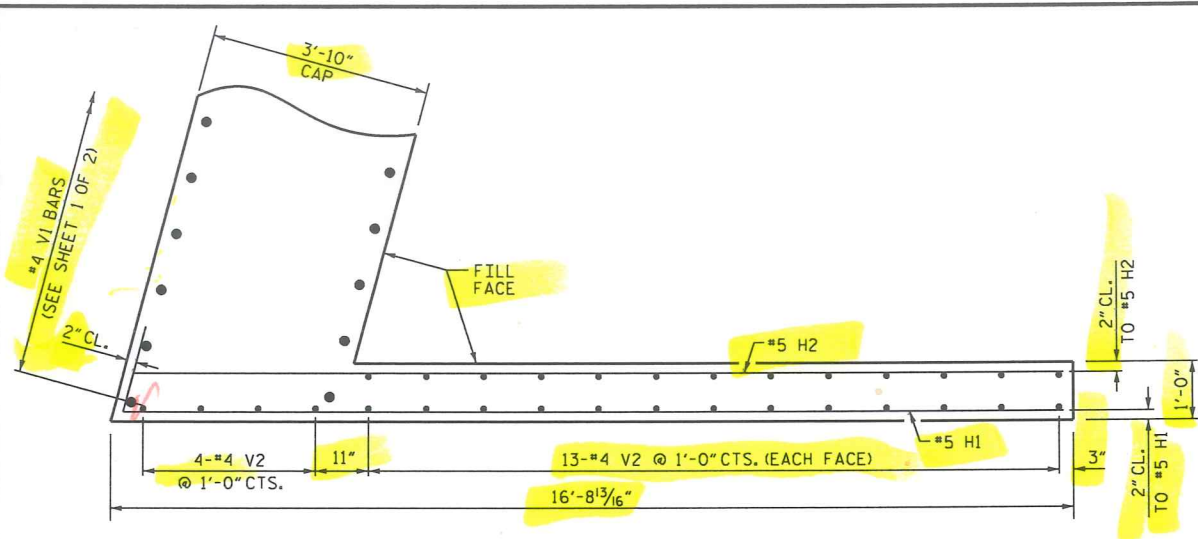 3'-10"
CAP
#4 V1 BARS
(SEE SHEET 1 OF 2)
2" CL.
FILL
FACE
#5 H2
2" CL.
TO #5 H2
1'-0"
#5 H1
2" CL.
TO #5 H1
4-#4 V2
@ 1'-0" CTS.
11"
13-#4 V2 @ 1'-0" CTS. (EACH FACE)
3"
16'-8 13/16"